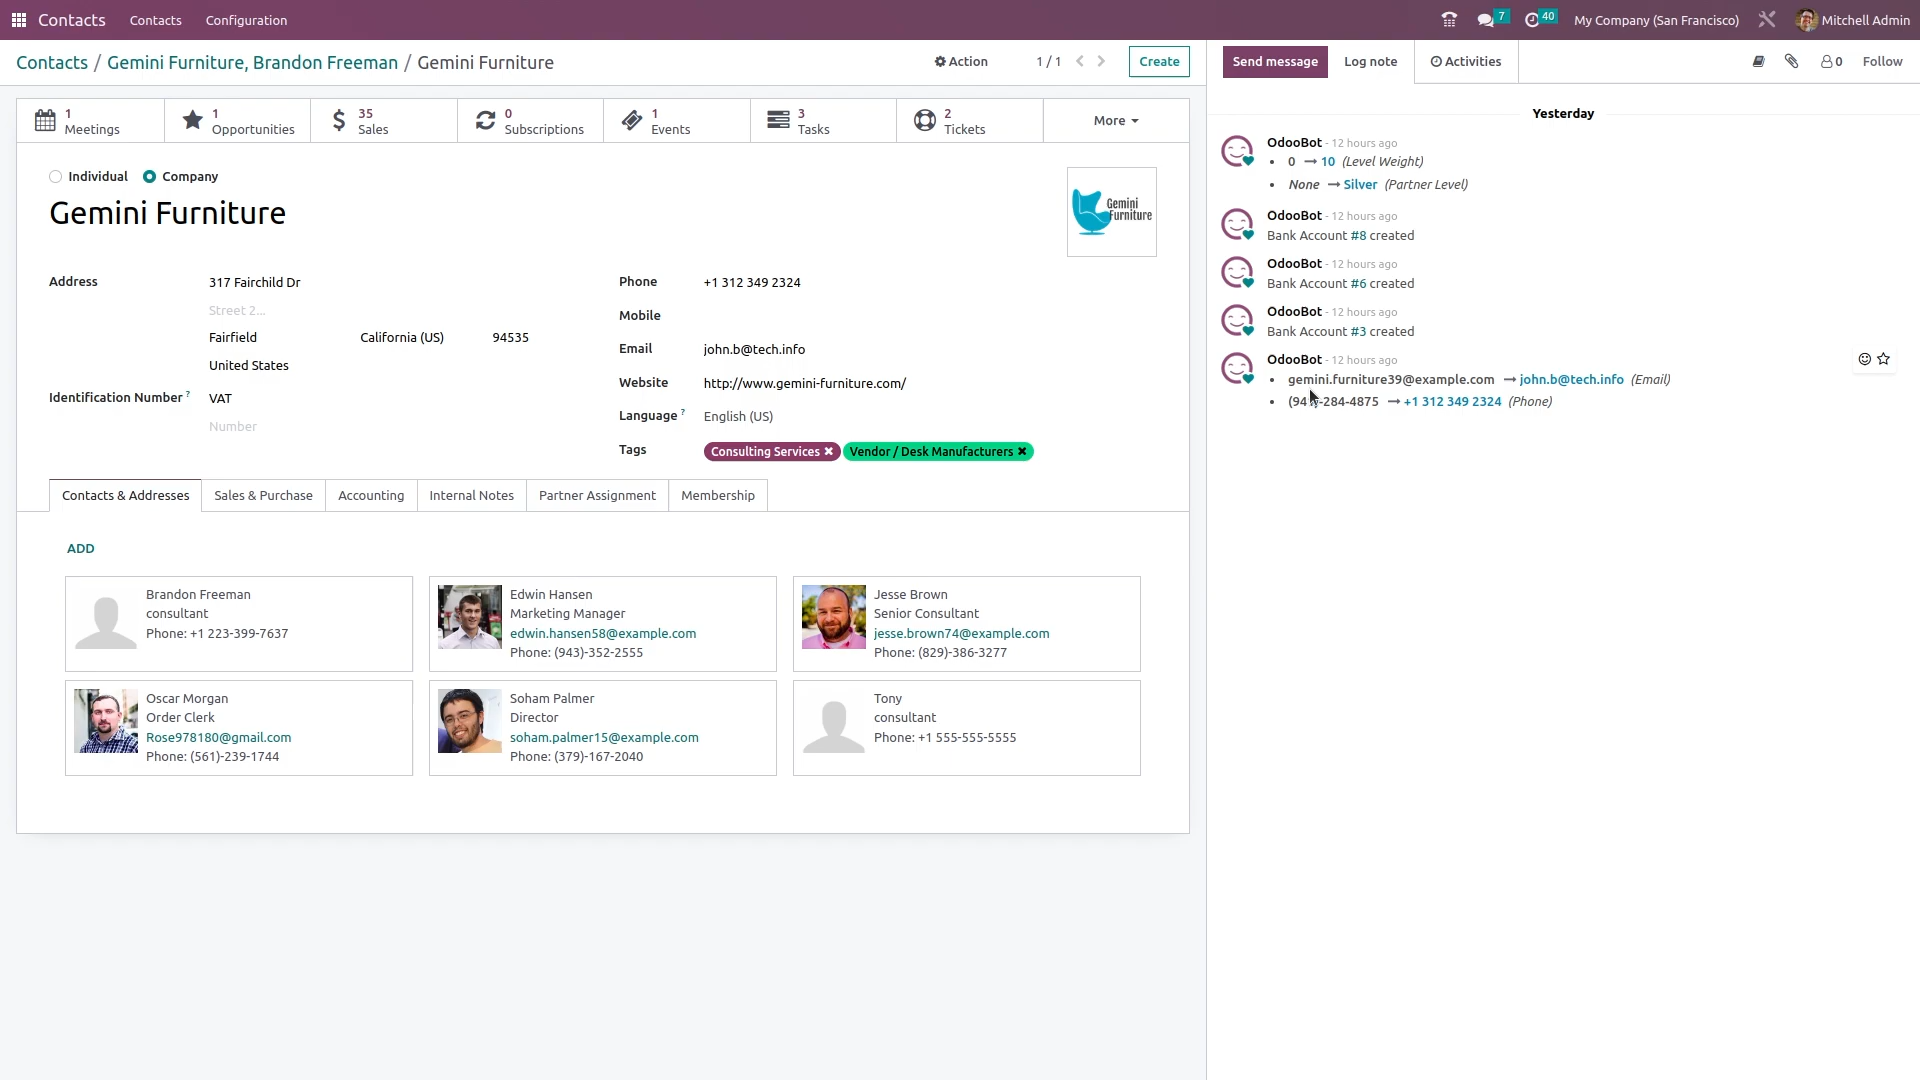 Contacts Contacts Configuration 7 40 My Company (San Francisco) Mitchell Admin
Contacts / Gemini Furniture, Brandon Freeman / Gemini Furniture Action 1 / 1 Create
1 Meetings
1 Opportunities
35 Sales
0 Subscriptions
1 Events
3 Tasks
2 Tickets
More
Individual Company
Gemini Furniture
Gemini
Furniture
Address
317 Fairchild Dr
Street 2...
Fairfield California (US) 94535
United States
Identification Number ? VAT
Number
Phone +1 312 349 2324
Mobile
Email john.b@tech.info
Website http://www.gemini-furniture.com/
Language ? English (US)
Tags Consulting Services ✖ Vendor / Desk Manufacturers ✖
Contacts & Addresses Sales & Purchase Accounting Internal Notes Partner Assignment Membership
ADD
Brandon Freeman
consultant
Phone: +1 223-399-7637
Edwin Hansen
Marketing Manager
edwin.hansen58@example.com
Phone: (943)-352-2555
Jesse Brown
Senior Consultant
jesse.brown74@example.com
Phone: (829)-386-3277
Oscar Morgan
Order Clerk
Rose978180@gmail.com
Phone: (561)-239-1744
Soham Palmer
Director
soham.palmer15@example.com
Phone: (379)-167-2040
Tony
consultant
Phone: +1 555-555-5555
Send message Log note Activities 0 Follow
Yesterday
OdooBot - 12 hours ago
• 0 → 10 (Level Weight)
• None → Silver (Partner Level)
OdooBot - 12 hours ago
Bank Account #8 created
OdooBot - 12 hours ago
Bank Account #6 created
OdooBot - 12 hours ago
Bank Account #3 created
OdooBot - 12 hours ago
• gemini.furniture39@example.com → john.b@tech.info (Email)
• → +1 312 349 2324 (Phone)